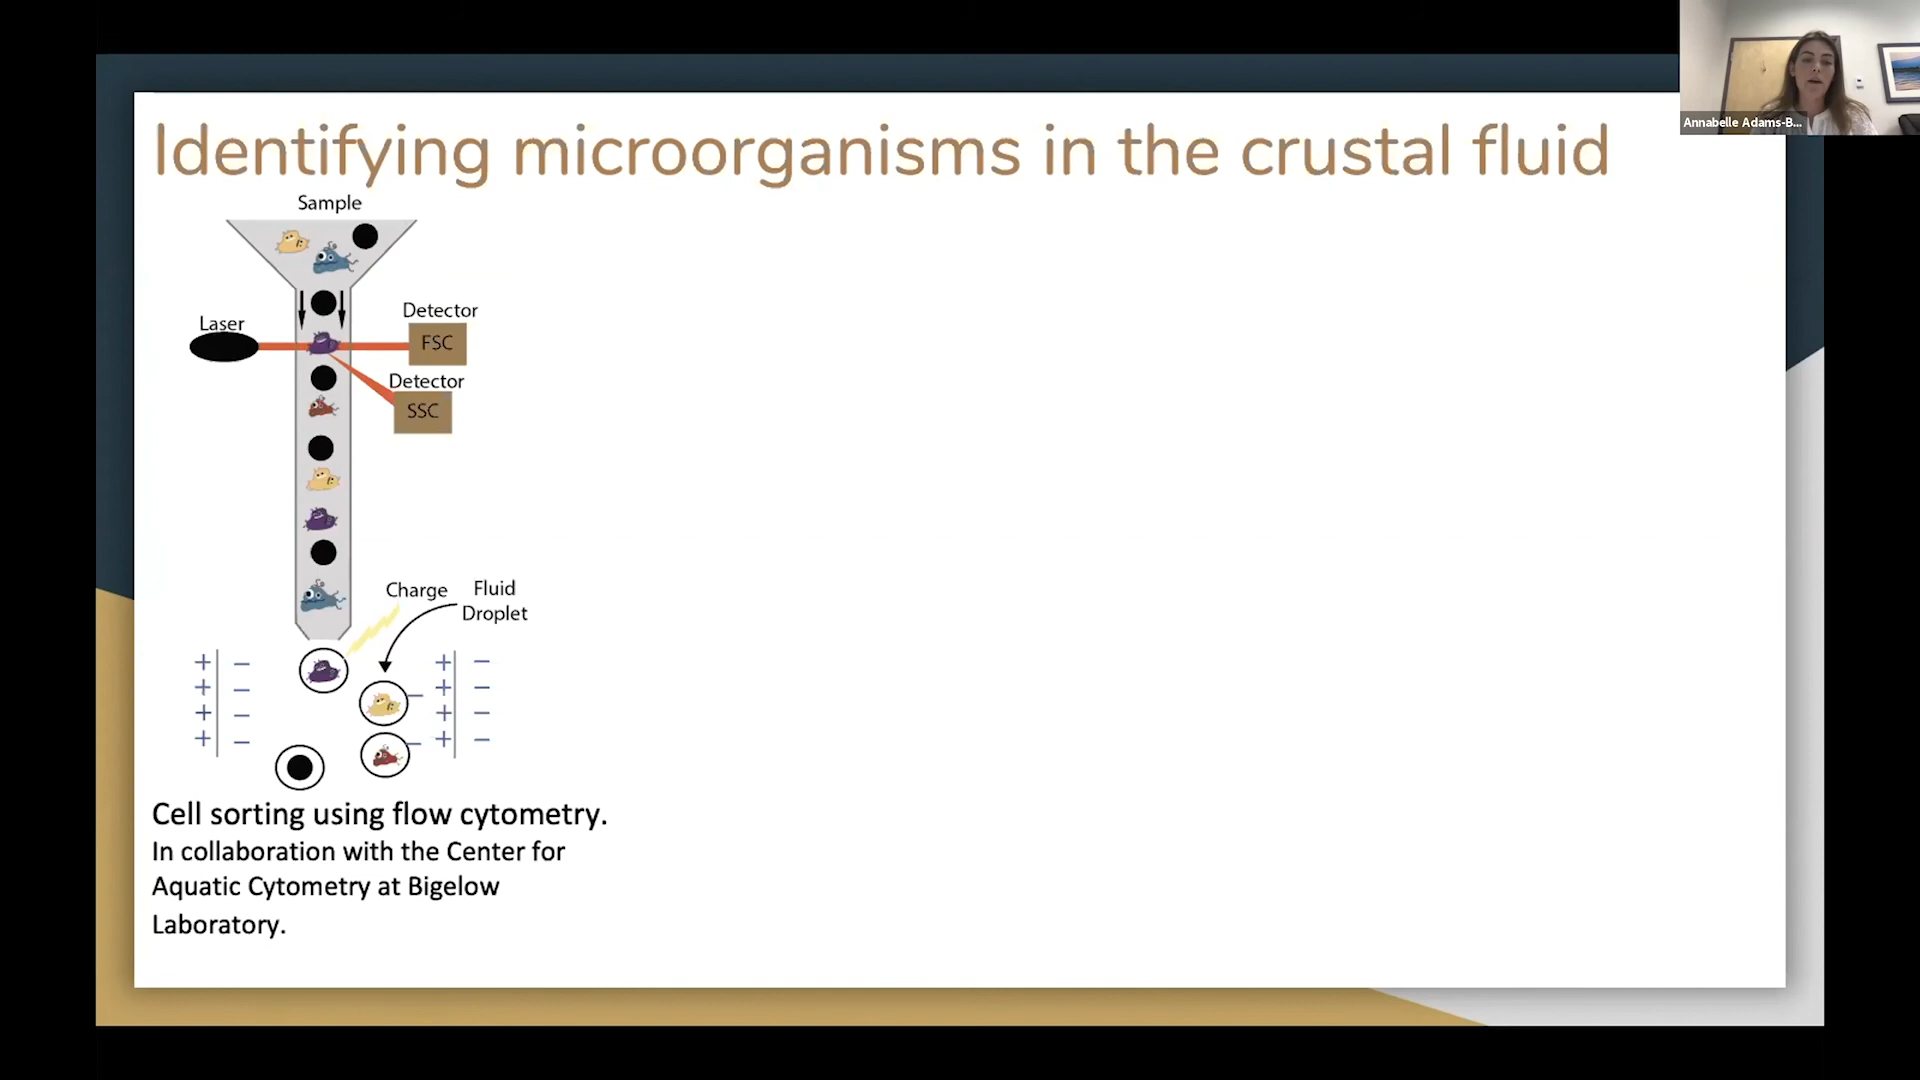 Annabelle Adams-B...
Identifying microorganisms in the crustal fluid
Sample
Laser
Detector
FSC
Detector
SSC
Charge
Fluid
Droplet
+ − + −
+ − + −
+ − + −
+ − + −
− 
−
Cell sorting using flow cytometry.
In collaboration with the Center for
Aquatic Cytometry at Bigelow
Laboratory.